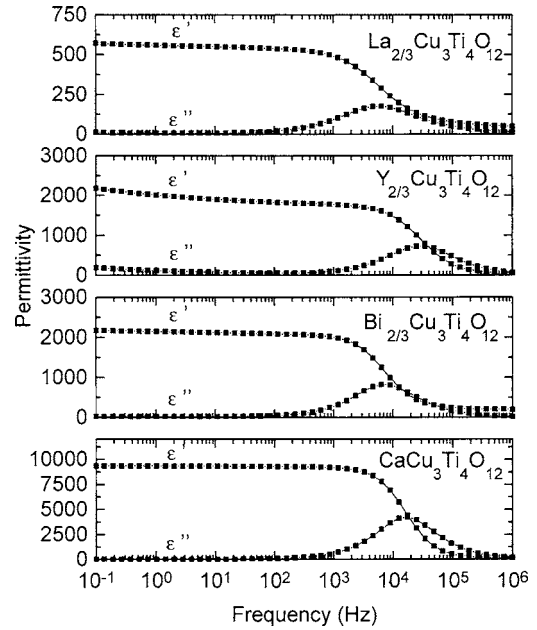 Permittivity
750
500
250
0
ε'
ε''
La2/3Cu3Ti4O12
3000
2000
1000
0
ε'
ε''
Y2/3Cu3Ti4O12
3000
2000
1000
0
ε'
ε''
Bi2/3Cu3Ti4O12
10000
7500
5000
2500
0
ε'
ε''
CaCu3Ti4O12
10-1 100 101 102 103 104 105 106
Frequency (Hz)